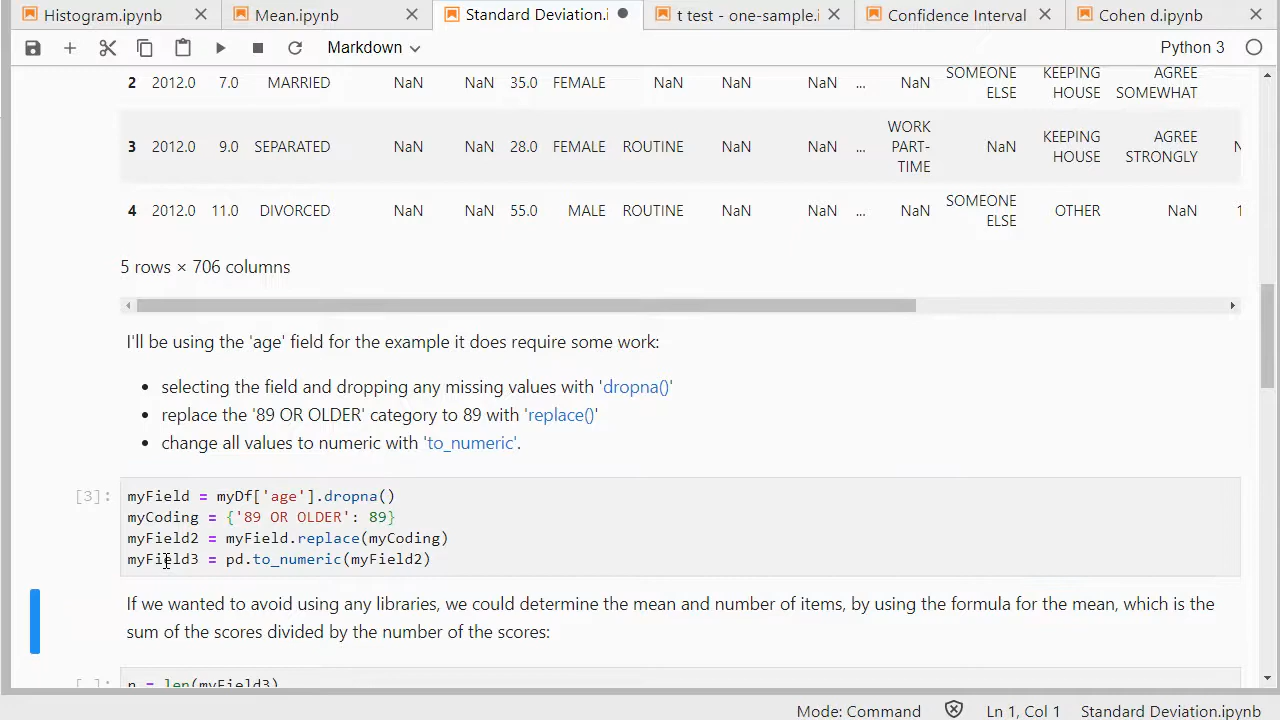 Histogram.ipynb Mean.ipynb Standard Deviation.i t test - one-sample.i Confidence Interval Cohen d.ipynb
Markdown Python 3
2 2012.0 7.0 MARRIED NaN NaN 35.0 FEMALE NaN NaN NaN ... NaN SOMEONE ELSE KEEPING HOUSE AGREE SOMEWHAT
3 2012.0 9.0 SEPARATED NaN NaN 28.0 FEMALE ROUTINE NaN NaN ... WORK PART-TIME NaN KEEPING HOUSE AGREE STRONGLY N
4 2012.0 11.0 DIVORCED NaN NaN 55.0 MALE ROUTINE NaN NaN ... NaN SOMEONE ELSE OTHER NaN 1
5 rows × 706 columns
I'll be using the 'age' field for the example it does require some work:
• selecting the field and dropping any missing values with 'dropna()'
• replace the '89 OR OLDER' category to 89 with 'replace()'
• change all values to numeric with 'to_numeric'.
[3]: myField = myDf['age'].dropna()
myCoding = {'89 OR OLDER': 89}
myField2 = myField.replace(myCoding)
myField3 = pd.to_numeric(myField2)
If we wanted to avoid using any libraries, we could determine the mean and number of items, by using the formula for the mean, which is the
sum of the scores divided by the number of the scores:
[ ]: n = len(myField3)
Mode: Command Ln 1, Col 1 Standard Deviation.ipynb